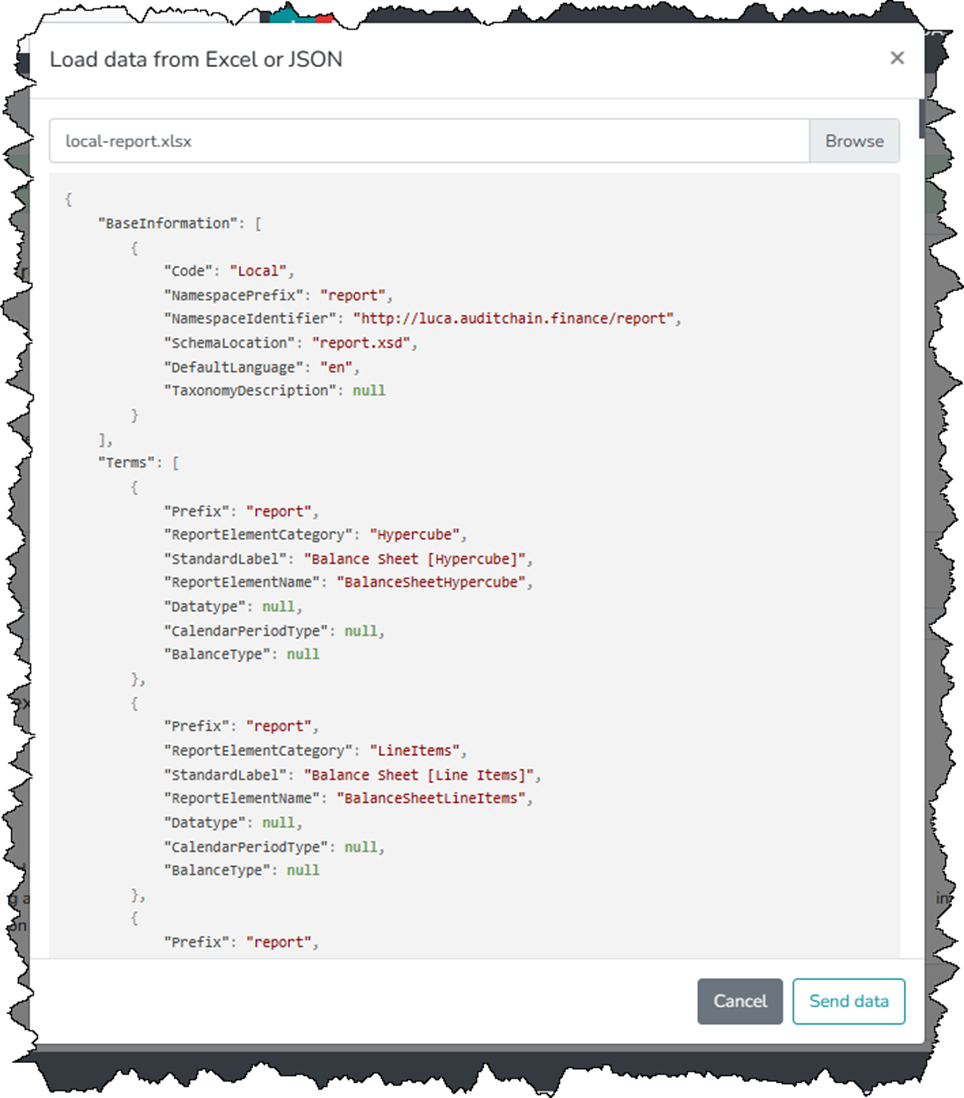 Load data from Excel or JSON ×
local-report.xlsx Browse
{
    "BaseInformation": [
        {
            "Code": "Local",
            "NamespacePrefix": "report",
            "NamespaceIdentifier": "http://luca.auditchain.finance/report",
            "SchemaLocation": "report.xsd",
            "DefaultLanguage": "en",
            "TaxonomyDescription": null
        }
    ],
    "Terms": [
        {
            "Prefix": "report",
            "ReportElementCategory": "Hypercube",
            "StandardLabel": "Balance Sheet [Hypercube]",
            "ReportElementName": "BalanceSheetHypercube",
            "Datatype": null,
            "CalendarPeriodType": null,
            "BalanceType": null
        },
        {
            "Prefix": "report",
            "ReportElementCategory": "LineItems",
            "StandardLabel": "Balance Sheet [Line Items]",
            "ReportElementName": "BalanceSheetLineItems",
            "Datatype": null,
            "CalendarPeriodType": null,
            "BalanceType": null
        },
        {
            "Prefix": "report",
Cancel Send data